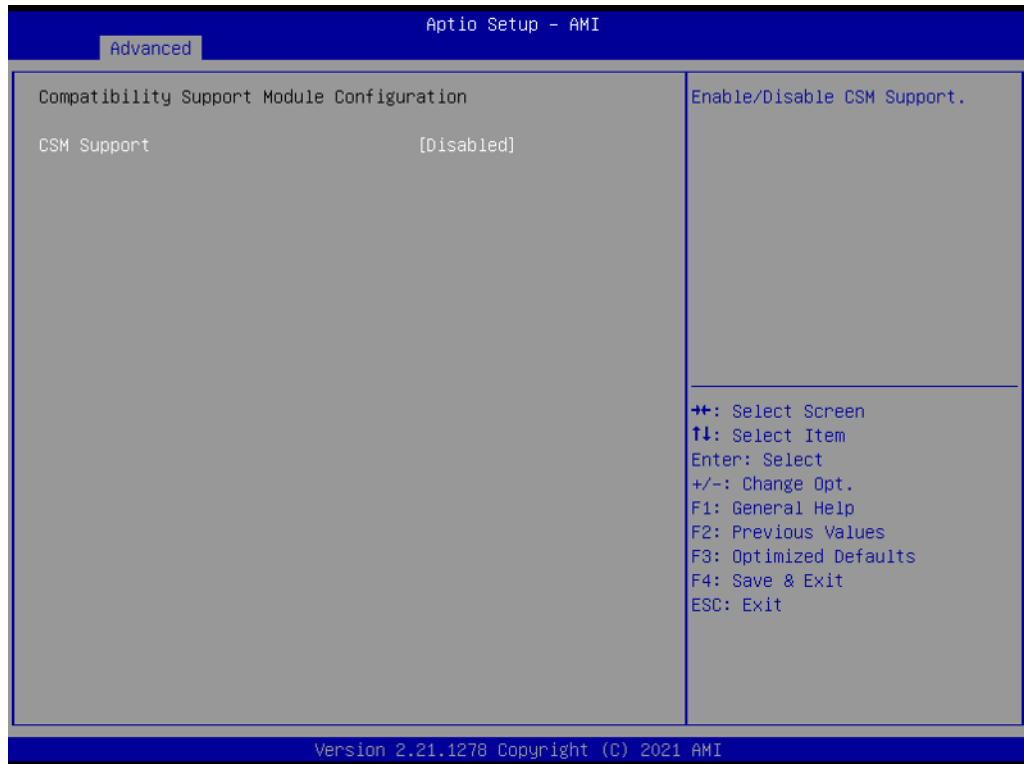 Aptio Setup – AMI
Advanced
Compatibility Support Module Configuration
CSM Support [Disabled]
Enable/Disable CSM Support.
→←: Select Screen
↑↓: Select Item
Enter: Select
+/-: Change Opt.
F1: General Help
F2: Previous Values
F3: Optimized Defaults
F4: Save & Exit
ESC: Exit
Version 2.21.1278 Copyright (C) 2021 AMI